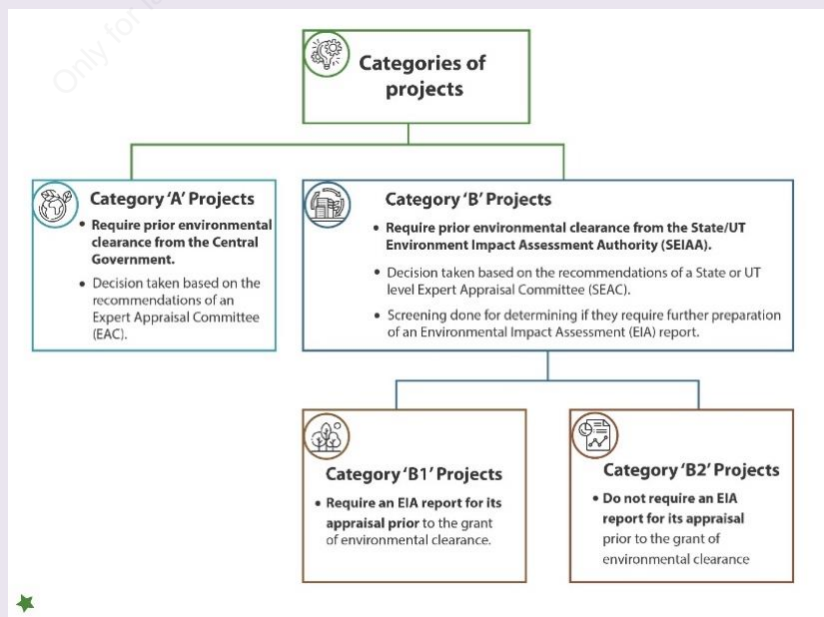 Only for
Categories of
projects
Category 'A' Projects
• Require prior environmental
clearance from the Central
Government.
• Decision taken based on the
recommendations of an
Expert Appraisal Committee
(EAC).
Category 'B' Projects
• Require prior environmental clearance from the State/UT
Environment Impact Assessment Authority (SEIAA).
• Decision taken based on the recommendations of a State or UT
level Expert Appraisal Committee (SEAC).
• Screening done for determining if they require further preparation
of an Environmental Impact Assessment (EIA) report.
Category 'B1' Projects
• Require an EIA report for its
appraisal prior to the grant
of environmental clearance.
Category 'B2' Projects
• Do not require an EIA
report for its appraisal
prior to the grant of
environmental clearance